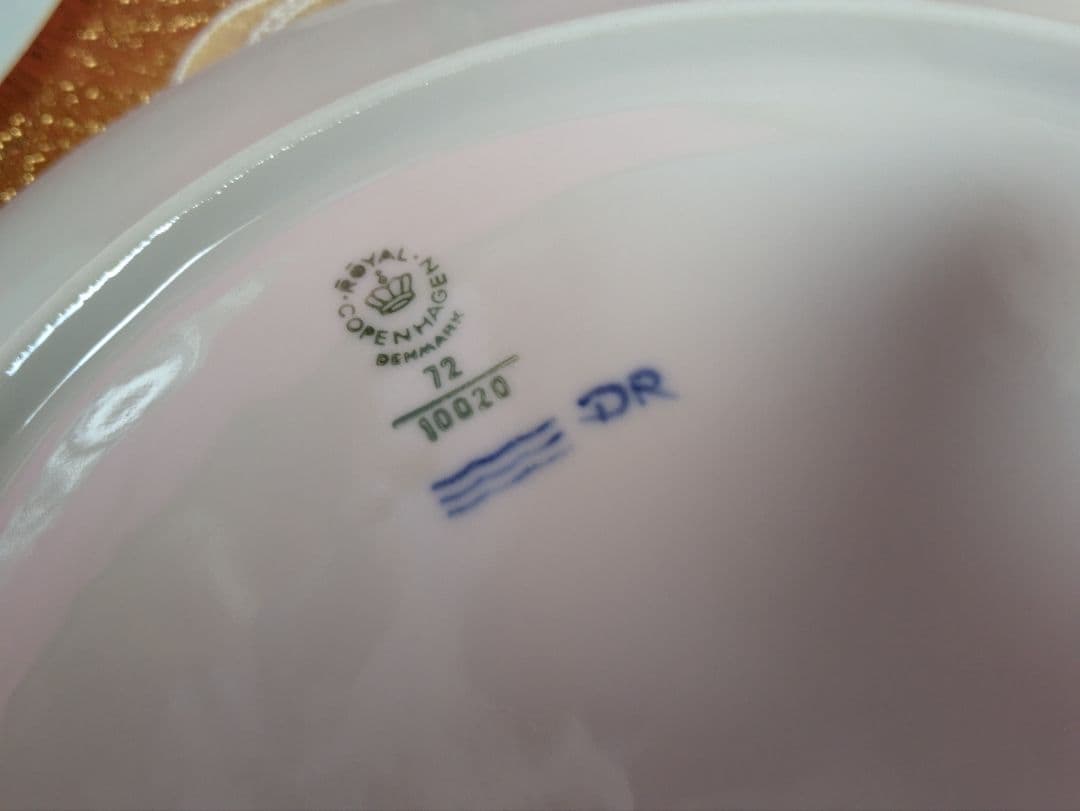 ROYAL
COPENHAGEN
DENMARK
72
10020
DR